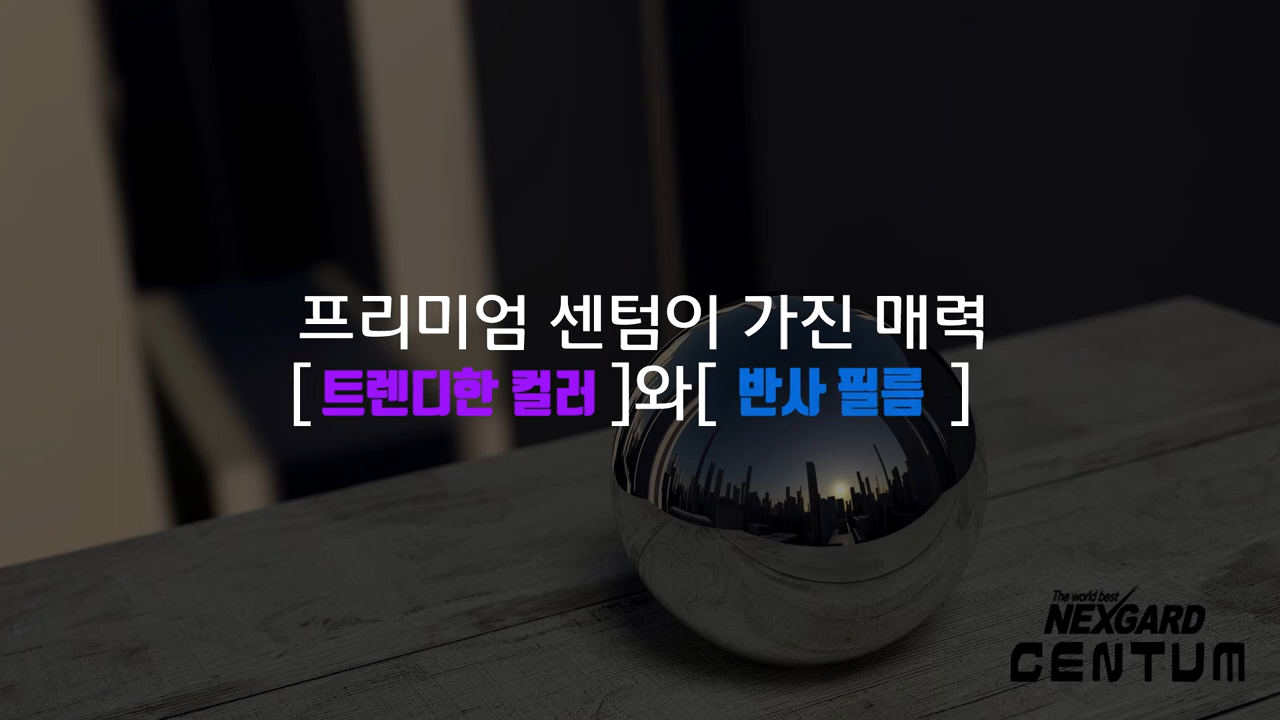 프리미엄 센텀이 가진 매력
[ 트렌디한 컬러 ]와[ 반사 필름 ]
The world best
NEXGARD
CENTUM